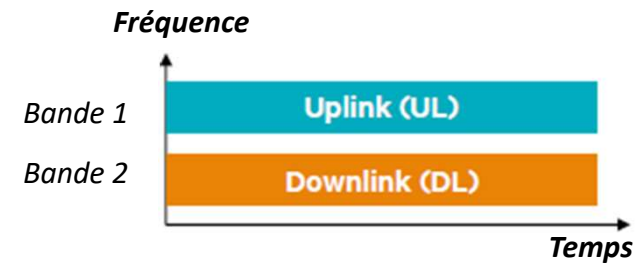 Fréquence
Bande 1
Uplink (UL)
Bande 2
Downlink (DL)
Temps